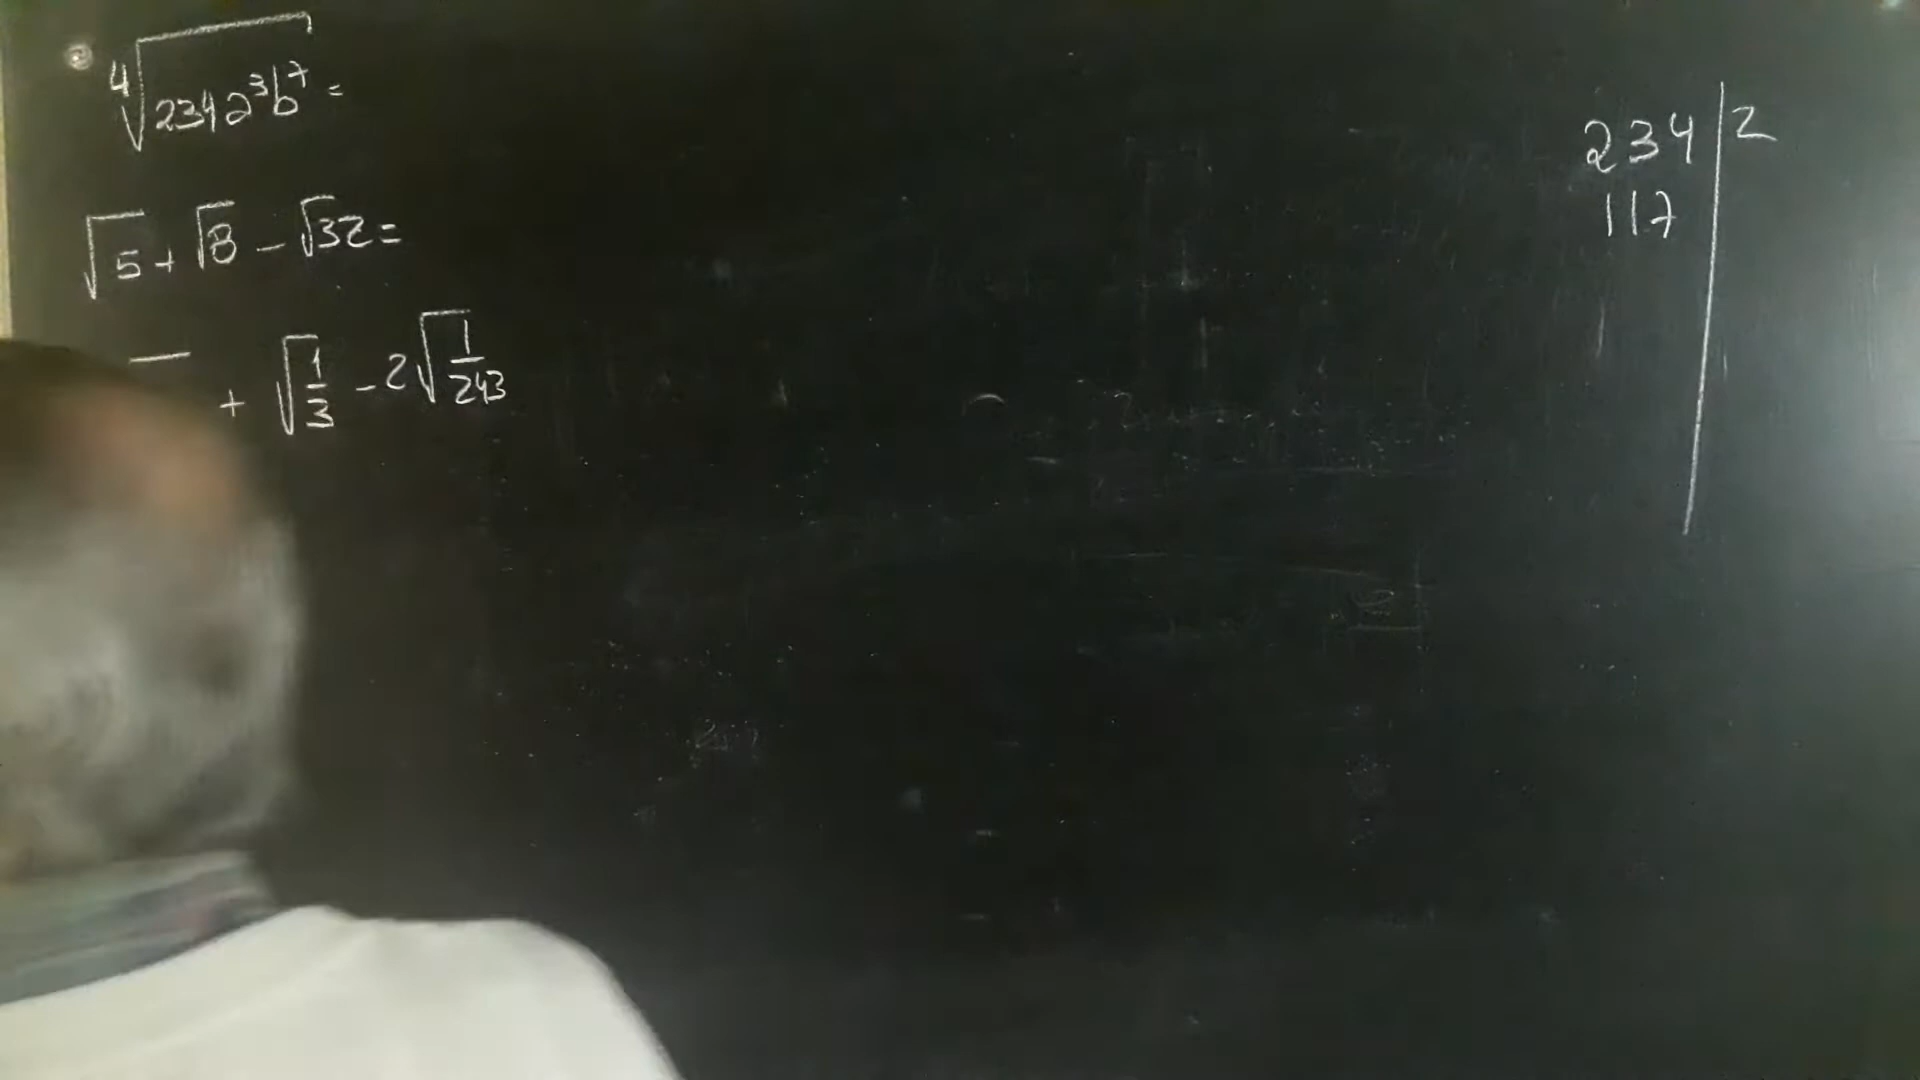 ⁴√234a³b⁷ =
√5 + √8 - √32 =
+ √1/3 - 2√1/243
234 | 2
117